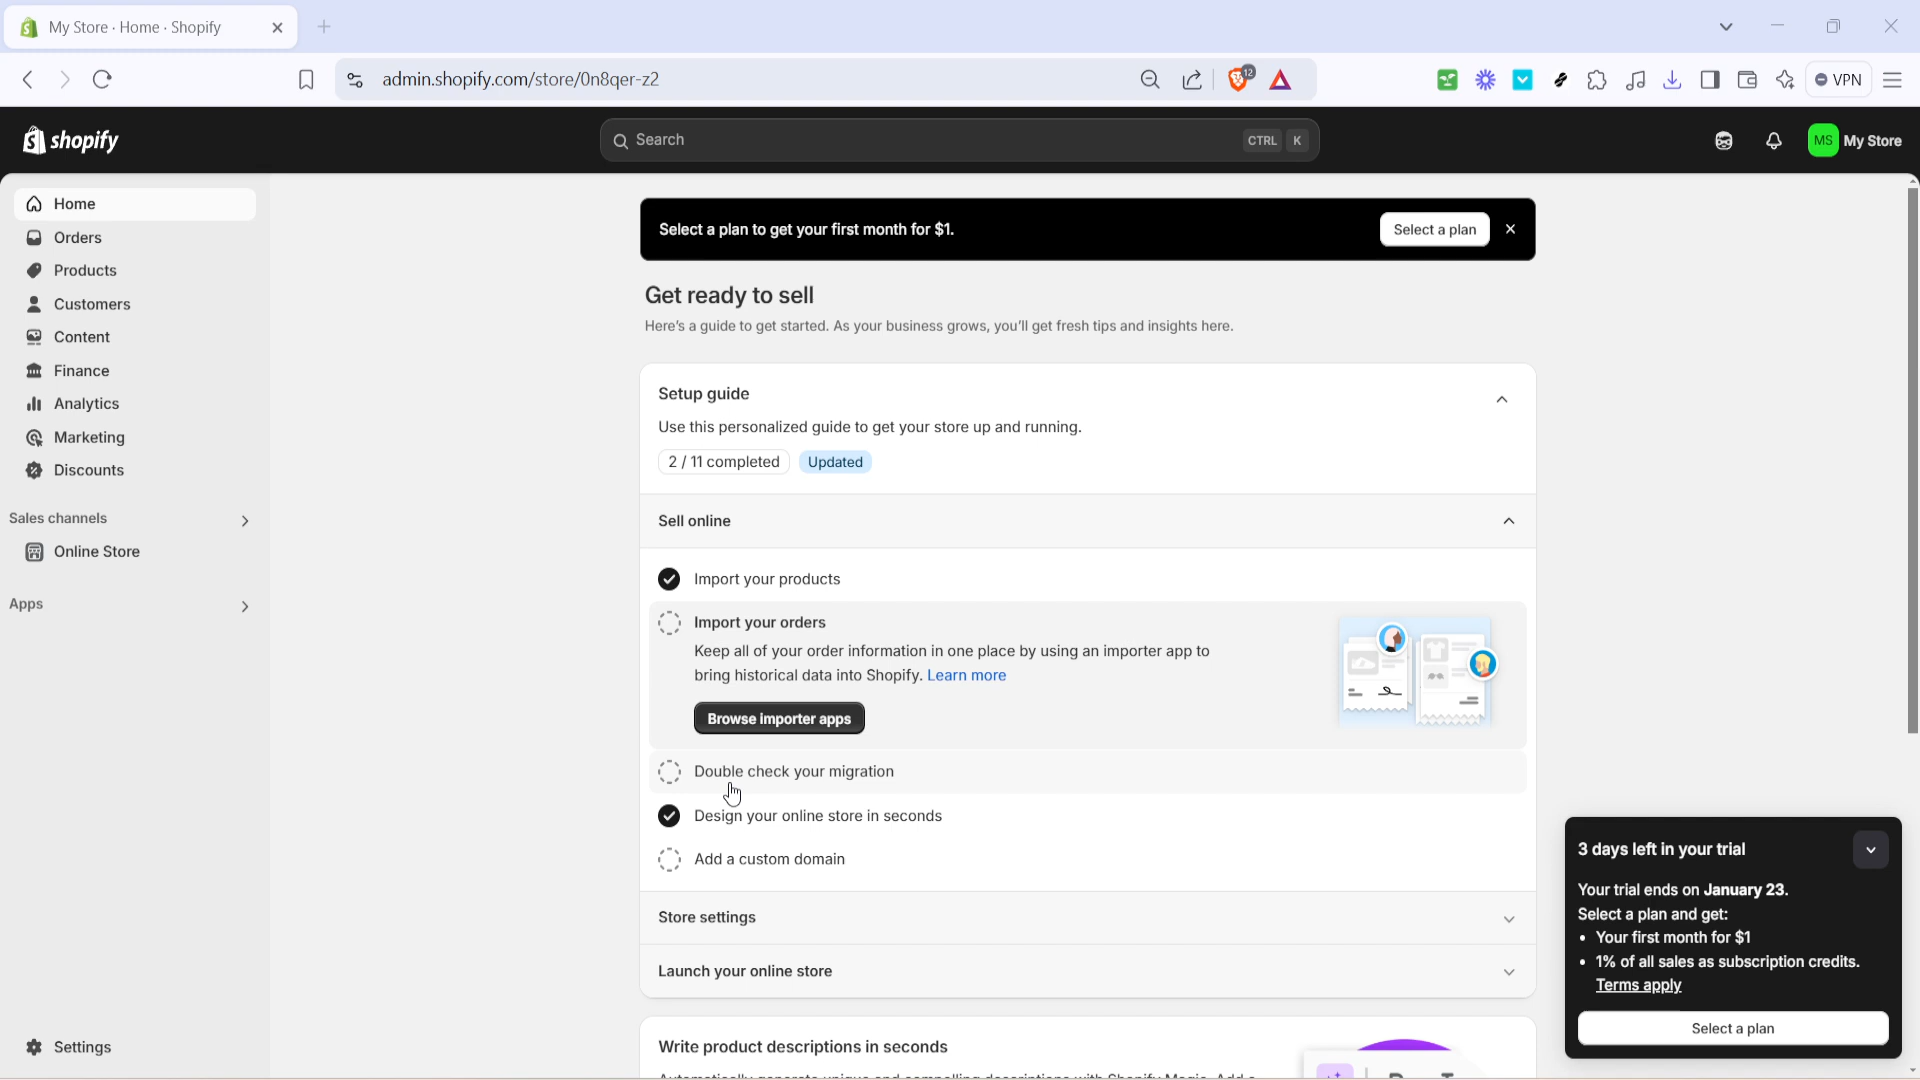 My Store · Home · Shopify
admin.shopify.com/store/0n8qer-z2
12
VPN
shopify
Search
CTRL K
MS My Store
Home
Orders
Products
Customers
Content
Finance
Analytics
Marketing
Discounts
Sales channels
Online Store
Apps
Settings
Select a plan to get your first month for $1.
Select a plan
Get ready to sell
Here's a guide to get started. As your business grows, you'll get fresh tips and insights here.
Setup guide
Use this personalized guide to get your store up and running.
2 / 11 completed
Updated
Sell online
Import your products
Import your orders
Keep all of your order information in one place by using an importer app to
bring historical data into Shopify. Learn more
Browse importer apps
Double check your migration
Design your online store in seconds
Add a custom domain
Store settings
Launch your online store
Write product descriptions in seconds
3 days left in your trial
Your trial ends on January 23.
Select a plan and get:
• Your first month for $1
• 1% of all sales as subscription credits.
Terms apply
Select a plan